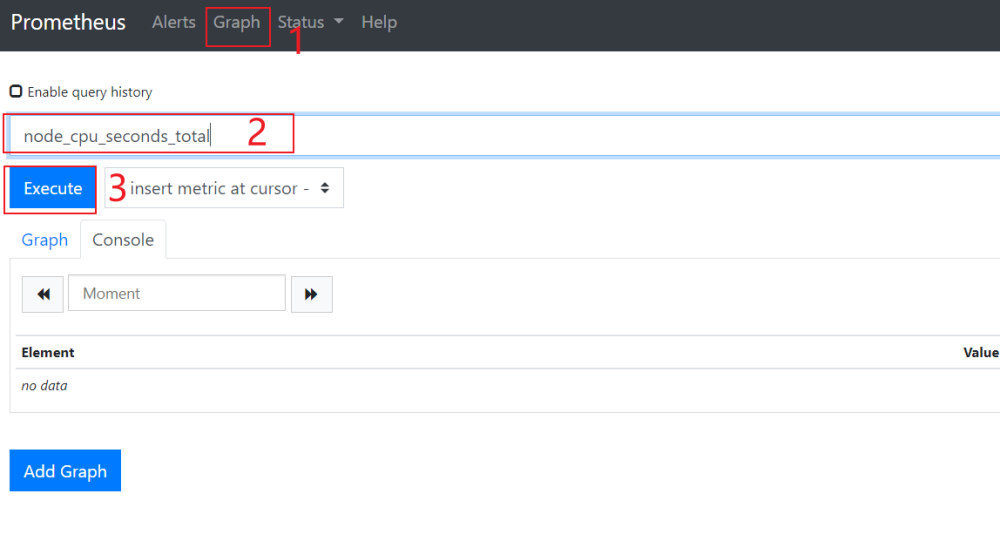 Prometheus Alerts Graph Status Help
1
Enable query history
node_cpu_seconds_total 2
Execute 3 insert metric at cursor -
Graph Console
Moment
Element Value
no data
Add Graph